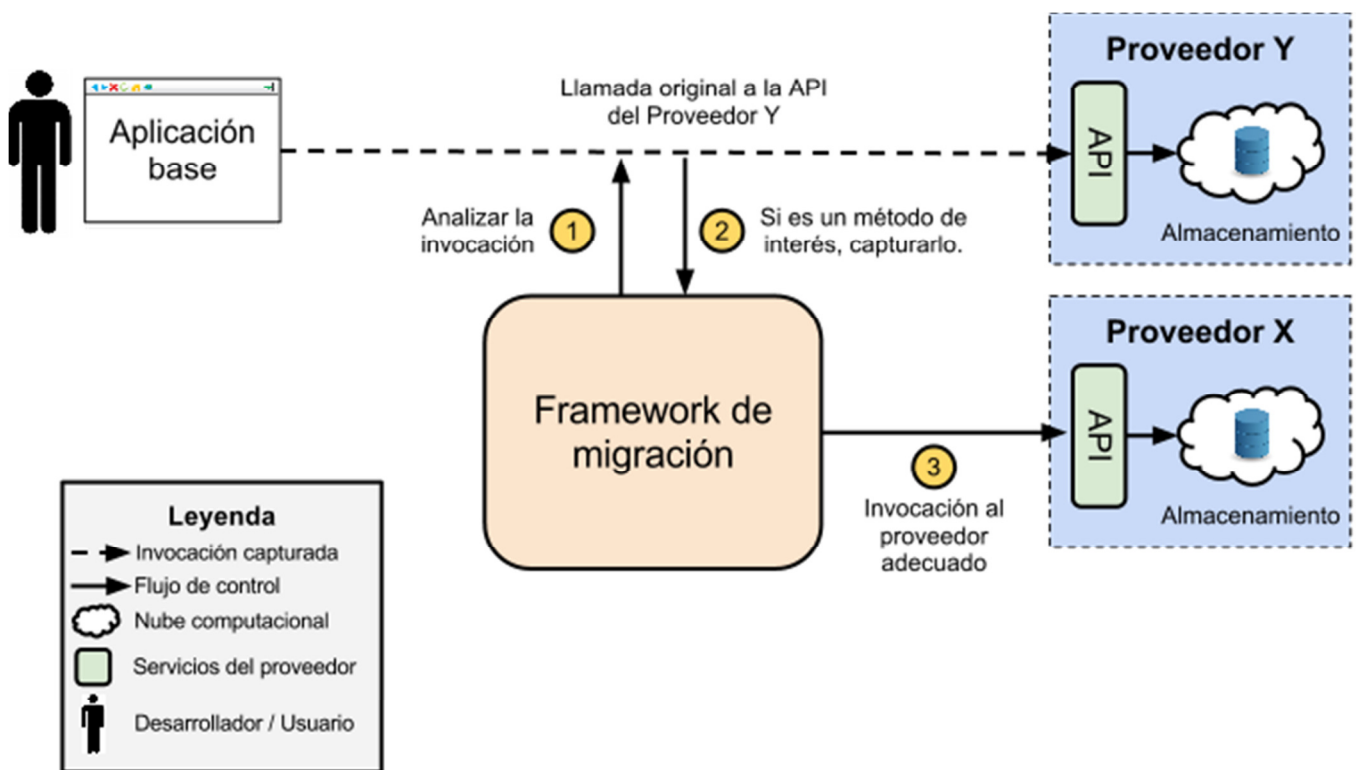 Aplicación
base
Llamada original a la API
del Proveedor Y
Proveedor Y
API
Almacenamiento
Analizar la
invocación
1
2
Si es un método de
interés, capturarlo.
Framework de
migración
3
Invocación al
proveedor
adecuado
Proveedor X
API
Almacenamiento
Leyenda
Invocación capturada
Flujo de control
Nube computacional
Servicios del proveedor
Desarrollador / Usuario